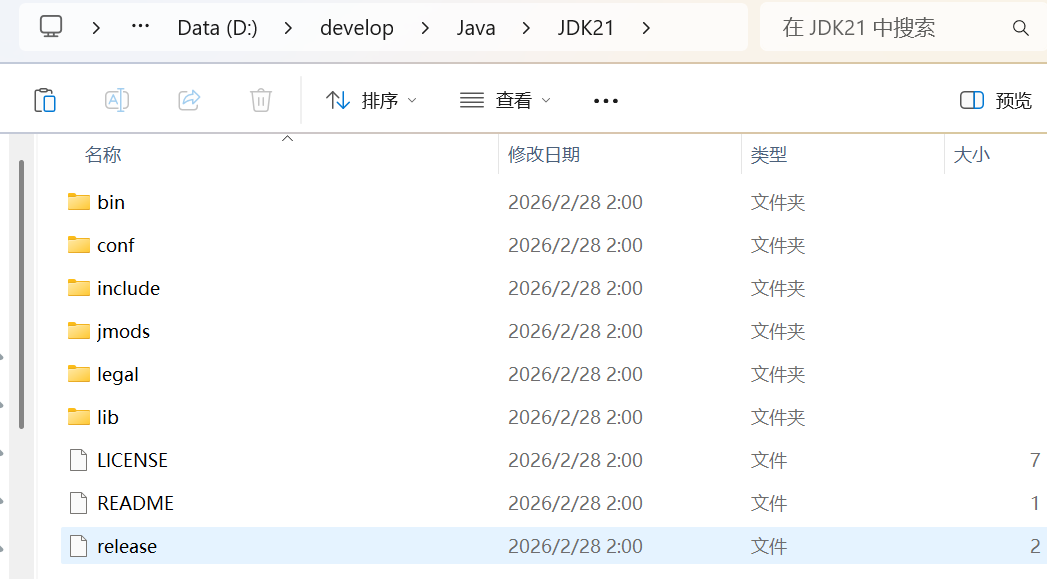 … Data (D:) > develop > Java > JDK21 > 在 JDK21 中搜索
排序 查看 … 预览
名称 修改日期 类型 大小
bin 2026/2/28 2:00 文件夹
conf 2026/2/28 2:00 文件夹
include 2026/2/28 2:00 文件夹
jmods 2026/2/28 2:00 文件夹
legal 2026/2/28 2:00 文件夹
lib 2026/2/28 2:00 文件夹
LICENSE 2026/2/28 2:00 文件 7
README 2026/2/28 2:00 文件 1
release 2026/2/28 2:00 文件 2